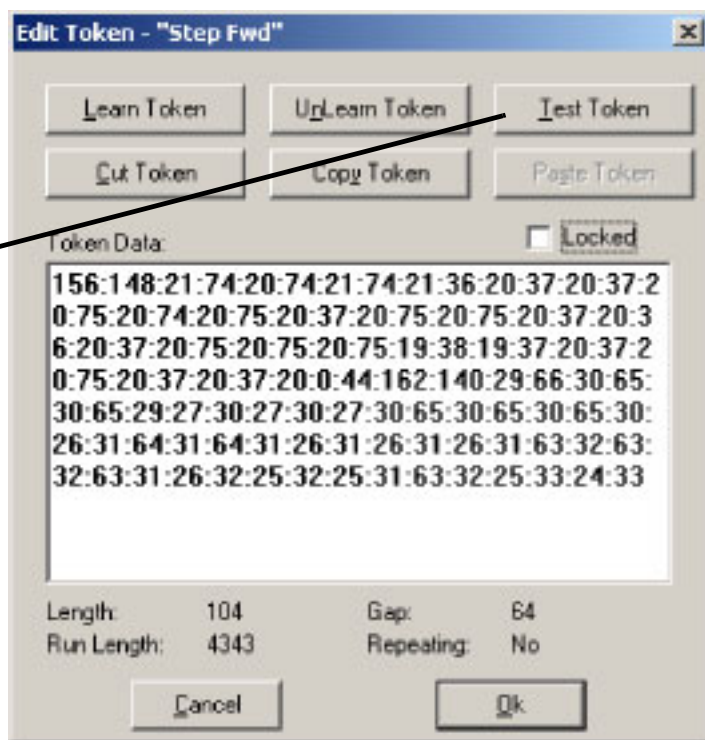 Edit Token - "Step Fwd"
Learn Token UnLearn Token Test Token
Cut Token Copy Token Paste Token
Token Data: Locked
156:148:21:74:20:74:21:74:21:36:20:37:20:37:2
0:75:20:74:20:75:20:37:20:75:20:75:20:37:20:3
6:20:37:20:75:20:75:20:75:19:38:19:37:20:37:2
0:75:20:37:20:37:20:0:44:162:140:29:66:30:65:
30:65:29:27:30:27:30:27:30:65:30:65:30:65:30:
26:31:64:31:64:31:26:31:26:31:26:31:63:32:63:
32:63:31:26:32:25:32:25:31:63:32:25:33:24:33
Length: 104 Gap: 64
Run Length: 4343 Repeating: No
Cancel Ok